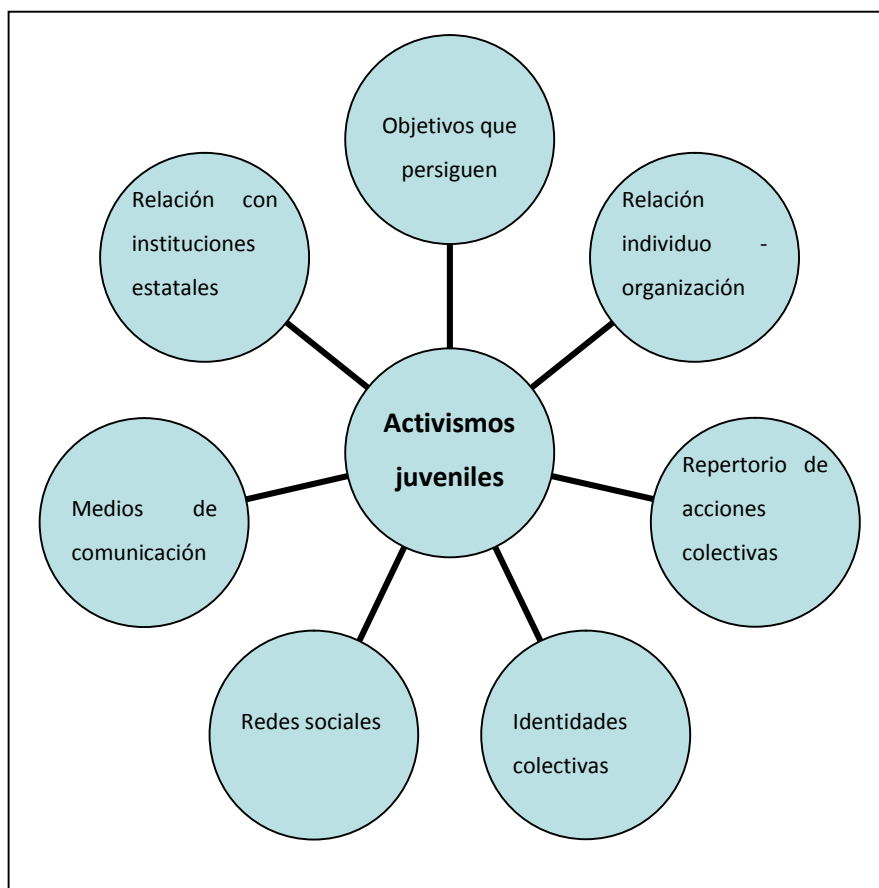 Objetivos que
persiguen
Relación con
instituciones
estatales
Relación
individuo -
organización
Activismos
juveniles
Medios de
comunicación
Repertorio de
acciones
colectivas
Redes sociales
Identidades
colectivas